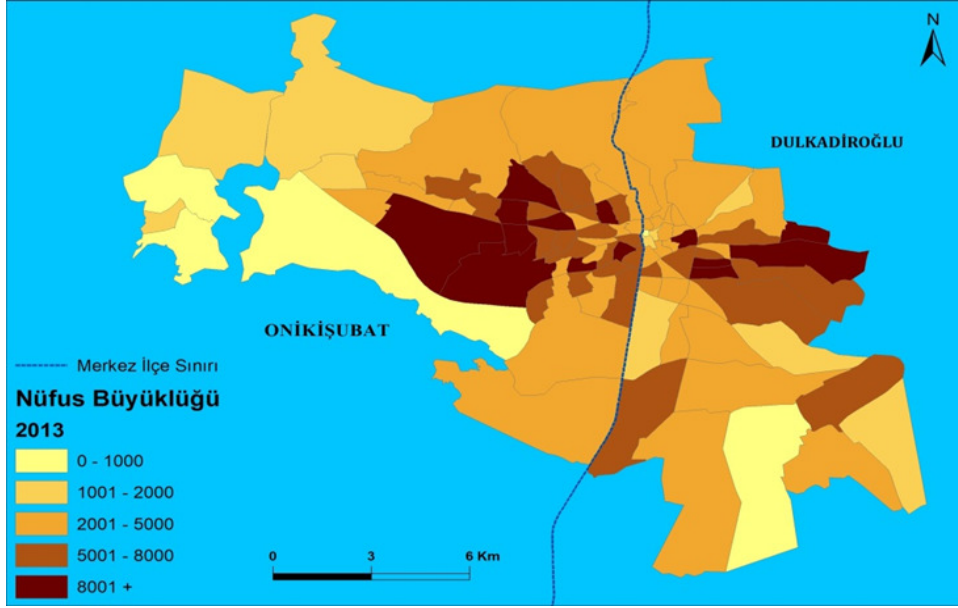 N
DULKADİROĞLU
ONİKİŞUBAT
Merkez İlçe Sınırı
Nüfus Büyüklüğü
2013
0 - 1000
1001 - 2000
2001 - 5000
5001 - 8000
8001 +
0 3 6 Km